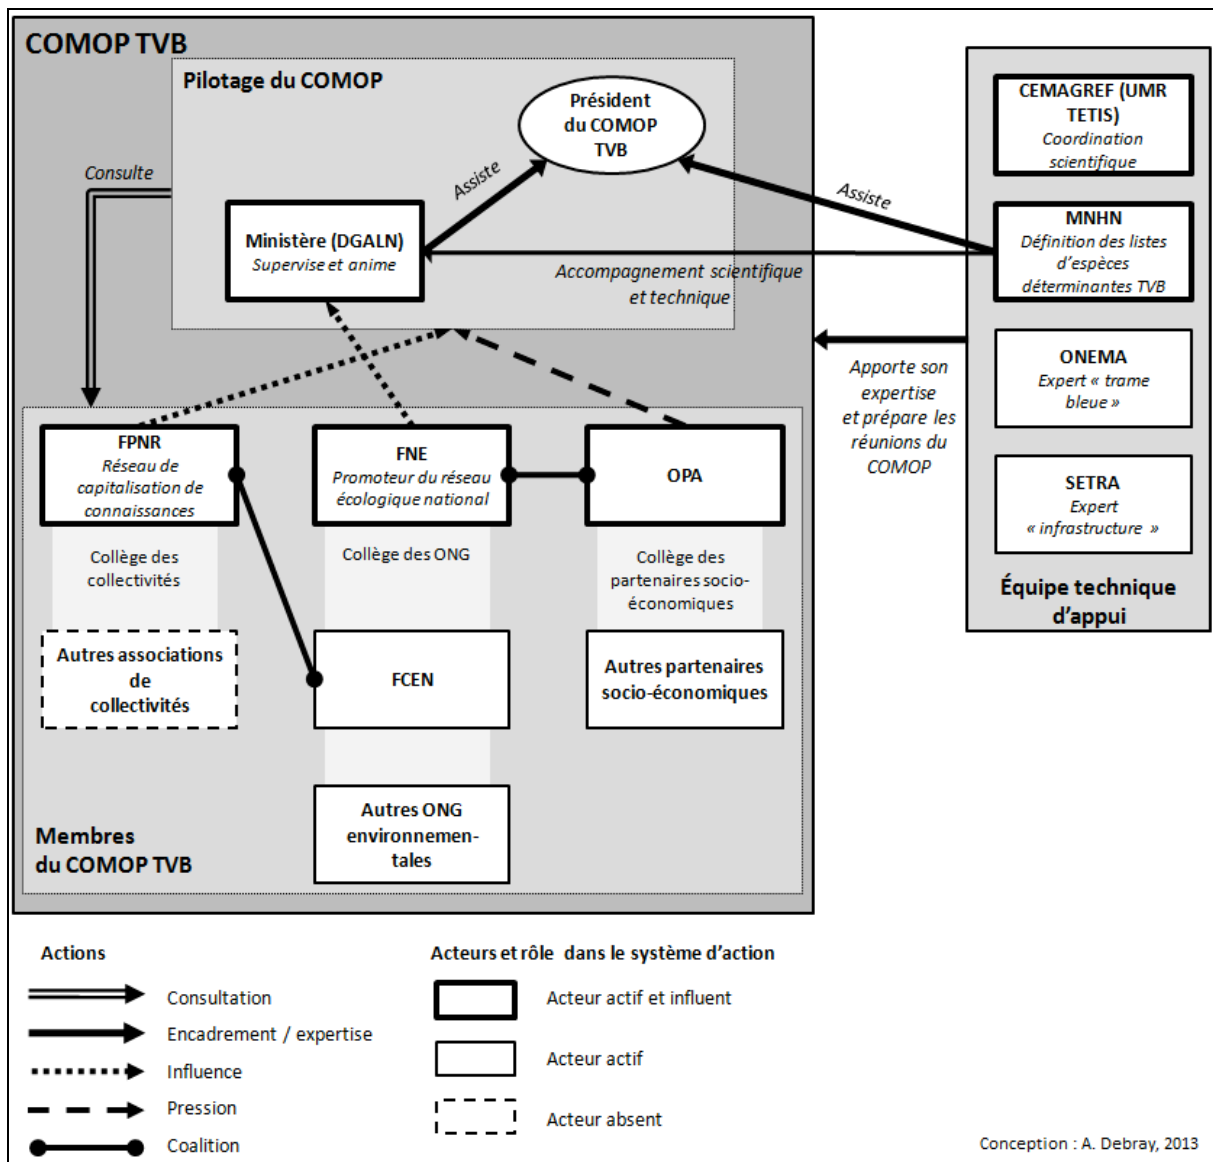 COMOP TVB
Pilotage du COMOP
Président
du COMOP
TVB
Consulte
Assiste
Assiste
Ministère (DGALN)
Supervise et anime
Accompagnement scientifique
et technique
CEMAGREF (UMR
TETIS)
Coordination
scientifique
MNHN
Définition des listes
d’espèces
déterminantes TVB
ONEMA
Expert « trame
bleue »
SETRA
Expert
« infrastructure »
Équipe technique
d’appui
Apporte son
expertise
et prépare les
réunions du
COMOP
FPNR
Réseau de
capitalisation de
connaissances
FNE
Promoteur du réseau
écologique national
OPA
Collège des
collectivités
Collège des ONG
Collège des
partenaires socio-
économiques
Autres associations
de
collectivités
FCEN
Autres partenaires
socio-économiques
Autres ONG
environnemen-
tales
Membres
du COMOP TVB
Actions
Consultation
Encadrement / expertise
Influence
Pression
Coalition
Acteurs et rôle dans le système d’action
Acteur actif et influent
Acteur actif
Acteur absent
Conception : A. Debray, 2013